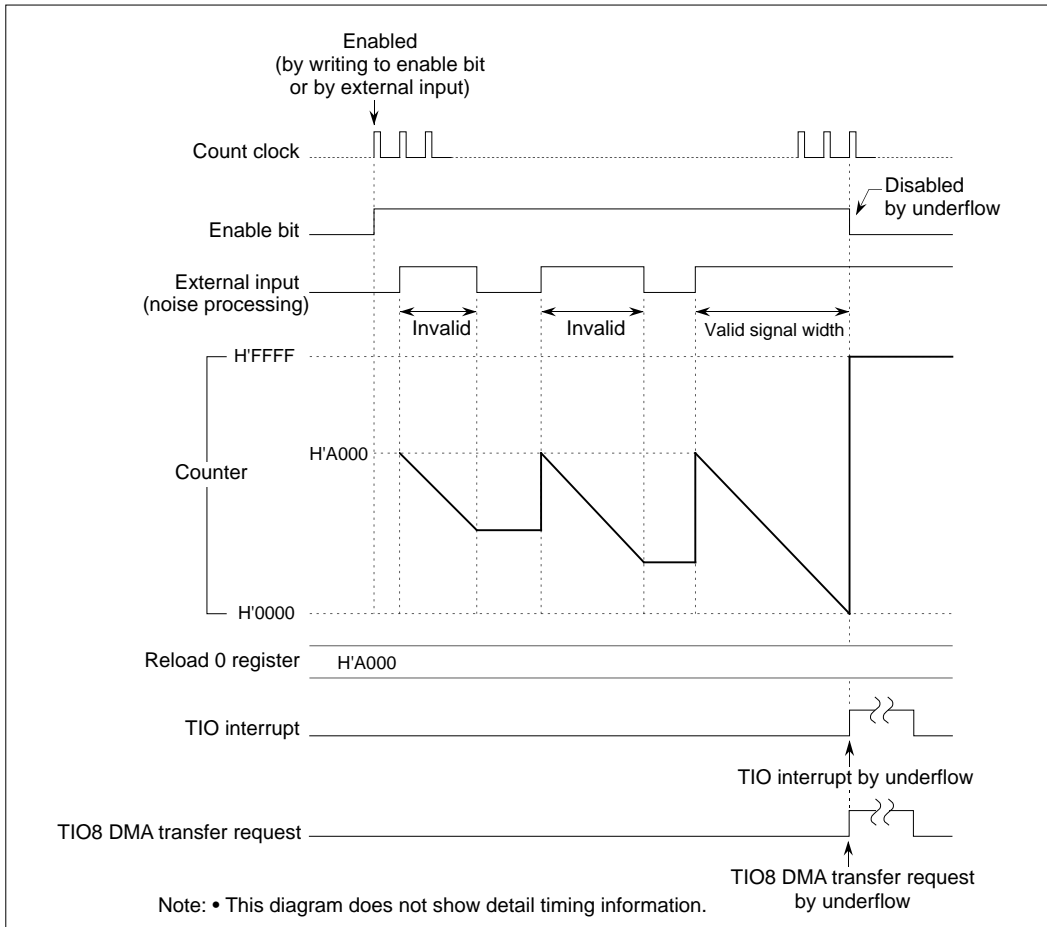 Enabled
(by writing to enable bit
or by external input)
Count clock
Disabled
by underflow
Enable bit
External input
(noise processing)
Invalid
Invalid
Valid signal width
H'FFFF
H'A000
Counter
H'0000
Reload 0 register
H'A000
TIO interrupt
TIO interrupt by underflow
TIO8 DMA transfer request
TIO8 DMA transfer request
by underflow
Note: • This diagram does not show detail timing information.